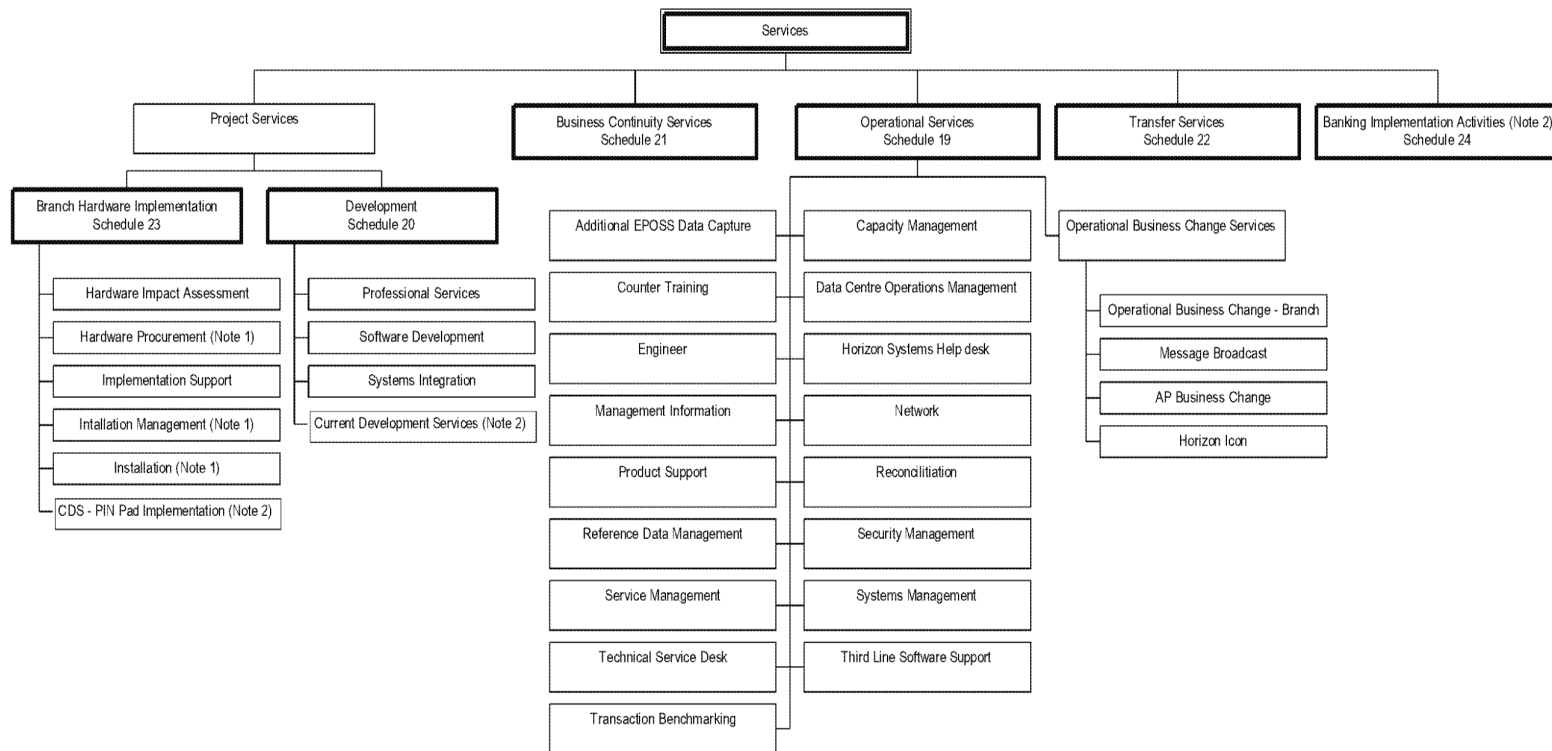 Services
Project Services
Business Continuity Services
Schedule 21
Operational Services
Schedule 19
Transfer Services
Schedule 22
Banking Implementation Activities (Note 2)
Schedule 24
Branch Hardware Implementation
Schedule 23
Development
Schedule 20
Hardware Impact Assessment
Hardware Procurement (Note 1)
Implementation Support
Intallation Management (Note 1)
Installation (Note 1)
CDS - PIN Pad Implementation (Note 2)
Professional Services
Software Development
Systems Integration
Current Development Services (Note 2)
Additional EPOSS Data Capture
Capacity Management
Counter Training
Data Centre Operations Management
Engineer
Horizon Systems Help desk
Management Information
Network
Product Support
Reconcilitiation
Reference Data Management
Security Management
Service Management
Systems Management
Technical Service Desk
Third Line Software Support
Transaction Benchmarking
Operational Business Change Services
Operational Business Change - Branch
Message Broadcast
AP Business Change
Horizon Icon